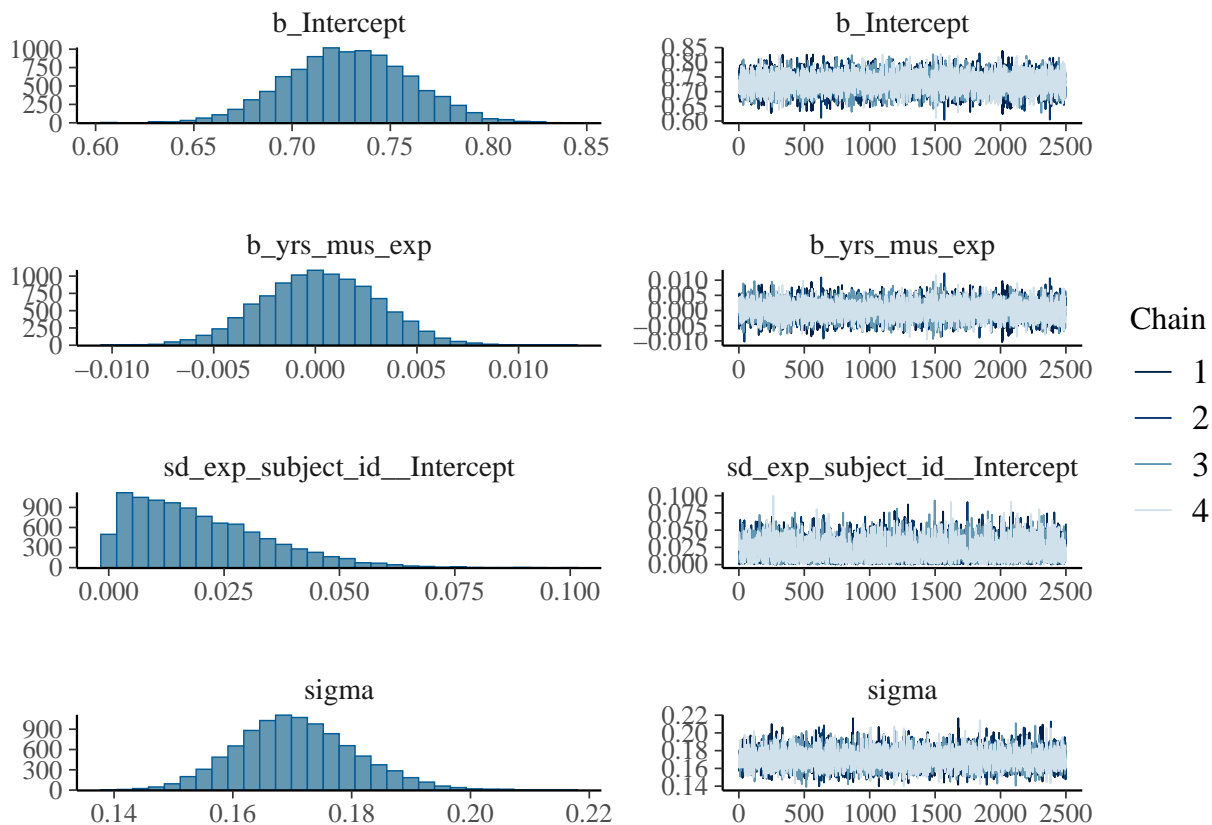 b_Intercept
1000
750
500
250
0
0.60 0.65 0.70 0.75 0.80 0.85
b_Intercept
0.85
0.80
0.75
0.70
0.65
0.60
0 500 1000 1500 2000 2500
b_yrs_mus_exp
1000
750
500
250
0
−0.010 −0.005 0.000 0.005 0.010
b_yrs_mus_exp
0.010
0.005
0.000
−0.005
−0.010
0 500 1000 1500 2000 2500
sd_exp_subject_id__Intercept
900
600
300
0
0.000 0.025 0.050 0.075 0.100
sd_exp_subject_id__Intercept
0.100
0.075
0.050
0.025
0.000
0 500 1000 1500 2000 2500
sigma
900
600
300
0
0.14 0.16 0.18 0.20 0.22
sigma
0.22
0.20
0.18
0.16
0.14
0 500 1000 1500 2000 2500
Chain
1
2
3
4